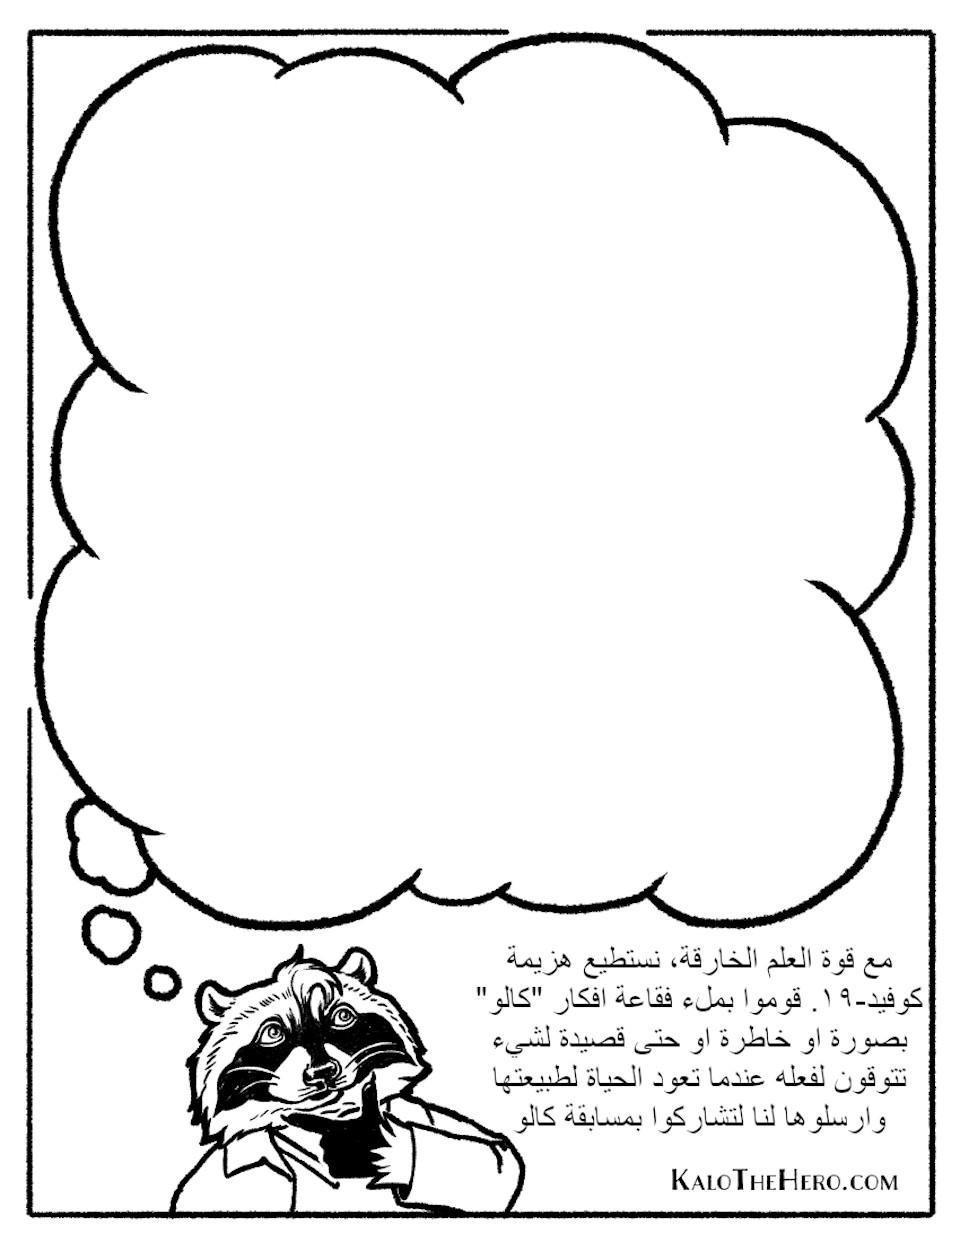 مع قوة العلم الخارقة، نستطيع هزيمة
كوفيد-١٩. قوموا بملء فقاعة افكار "كالو"
بصورة او خاطرة او حتى قصيدة لشيء
تتوقون لفعله عندما تعود الحياة لطبيعتها
وارسلوها لنا لتشاركوا بمسابقة كالو
KaloTheHero.com